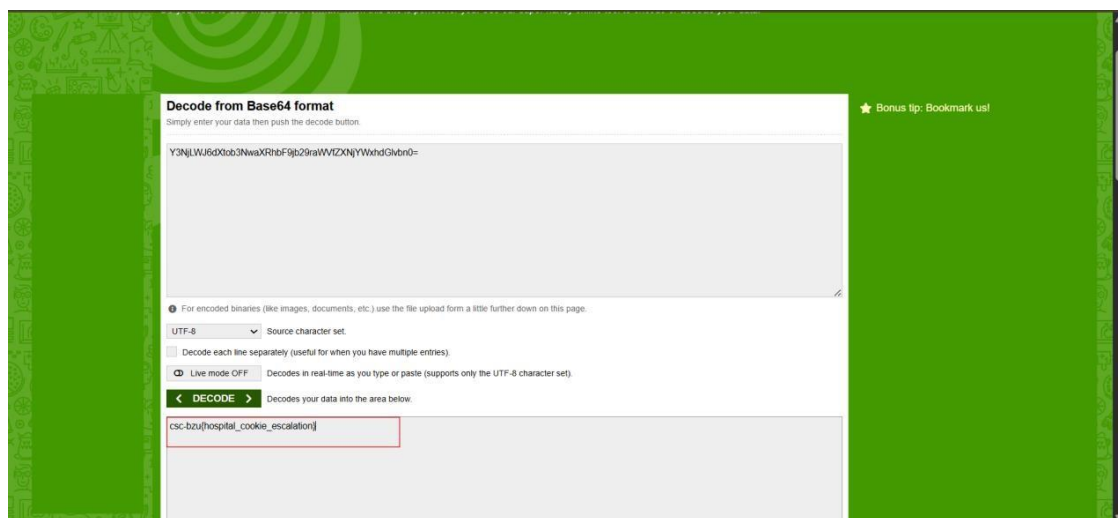 Decode from Base64 format
Simply enter your data then push the decode button.
Bonus tip: Bookmark us!
Y3NjLWJ6dXtob3NwaXRhbF9jb29raWVfZXNjYWxhdGlvbn0=
For encoded binaries (like images, documents, etc.) use the file upload form a little further down on this page.
UTF-8 Source character set.
Decode each line separately (useful for when you have multiple entries).
Live mode OFF Decodes in real-time as you type or paste (supports only the UTF-8 character set).
< DECODE > Decodes your data into the area below.
csc-bzu{hospital_cookie_escalation}